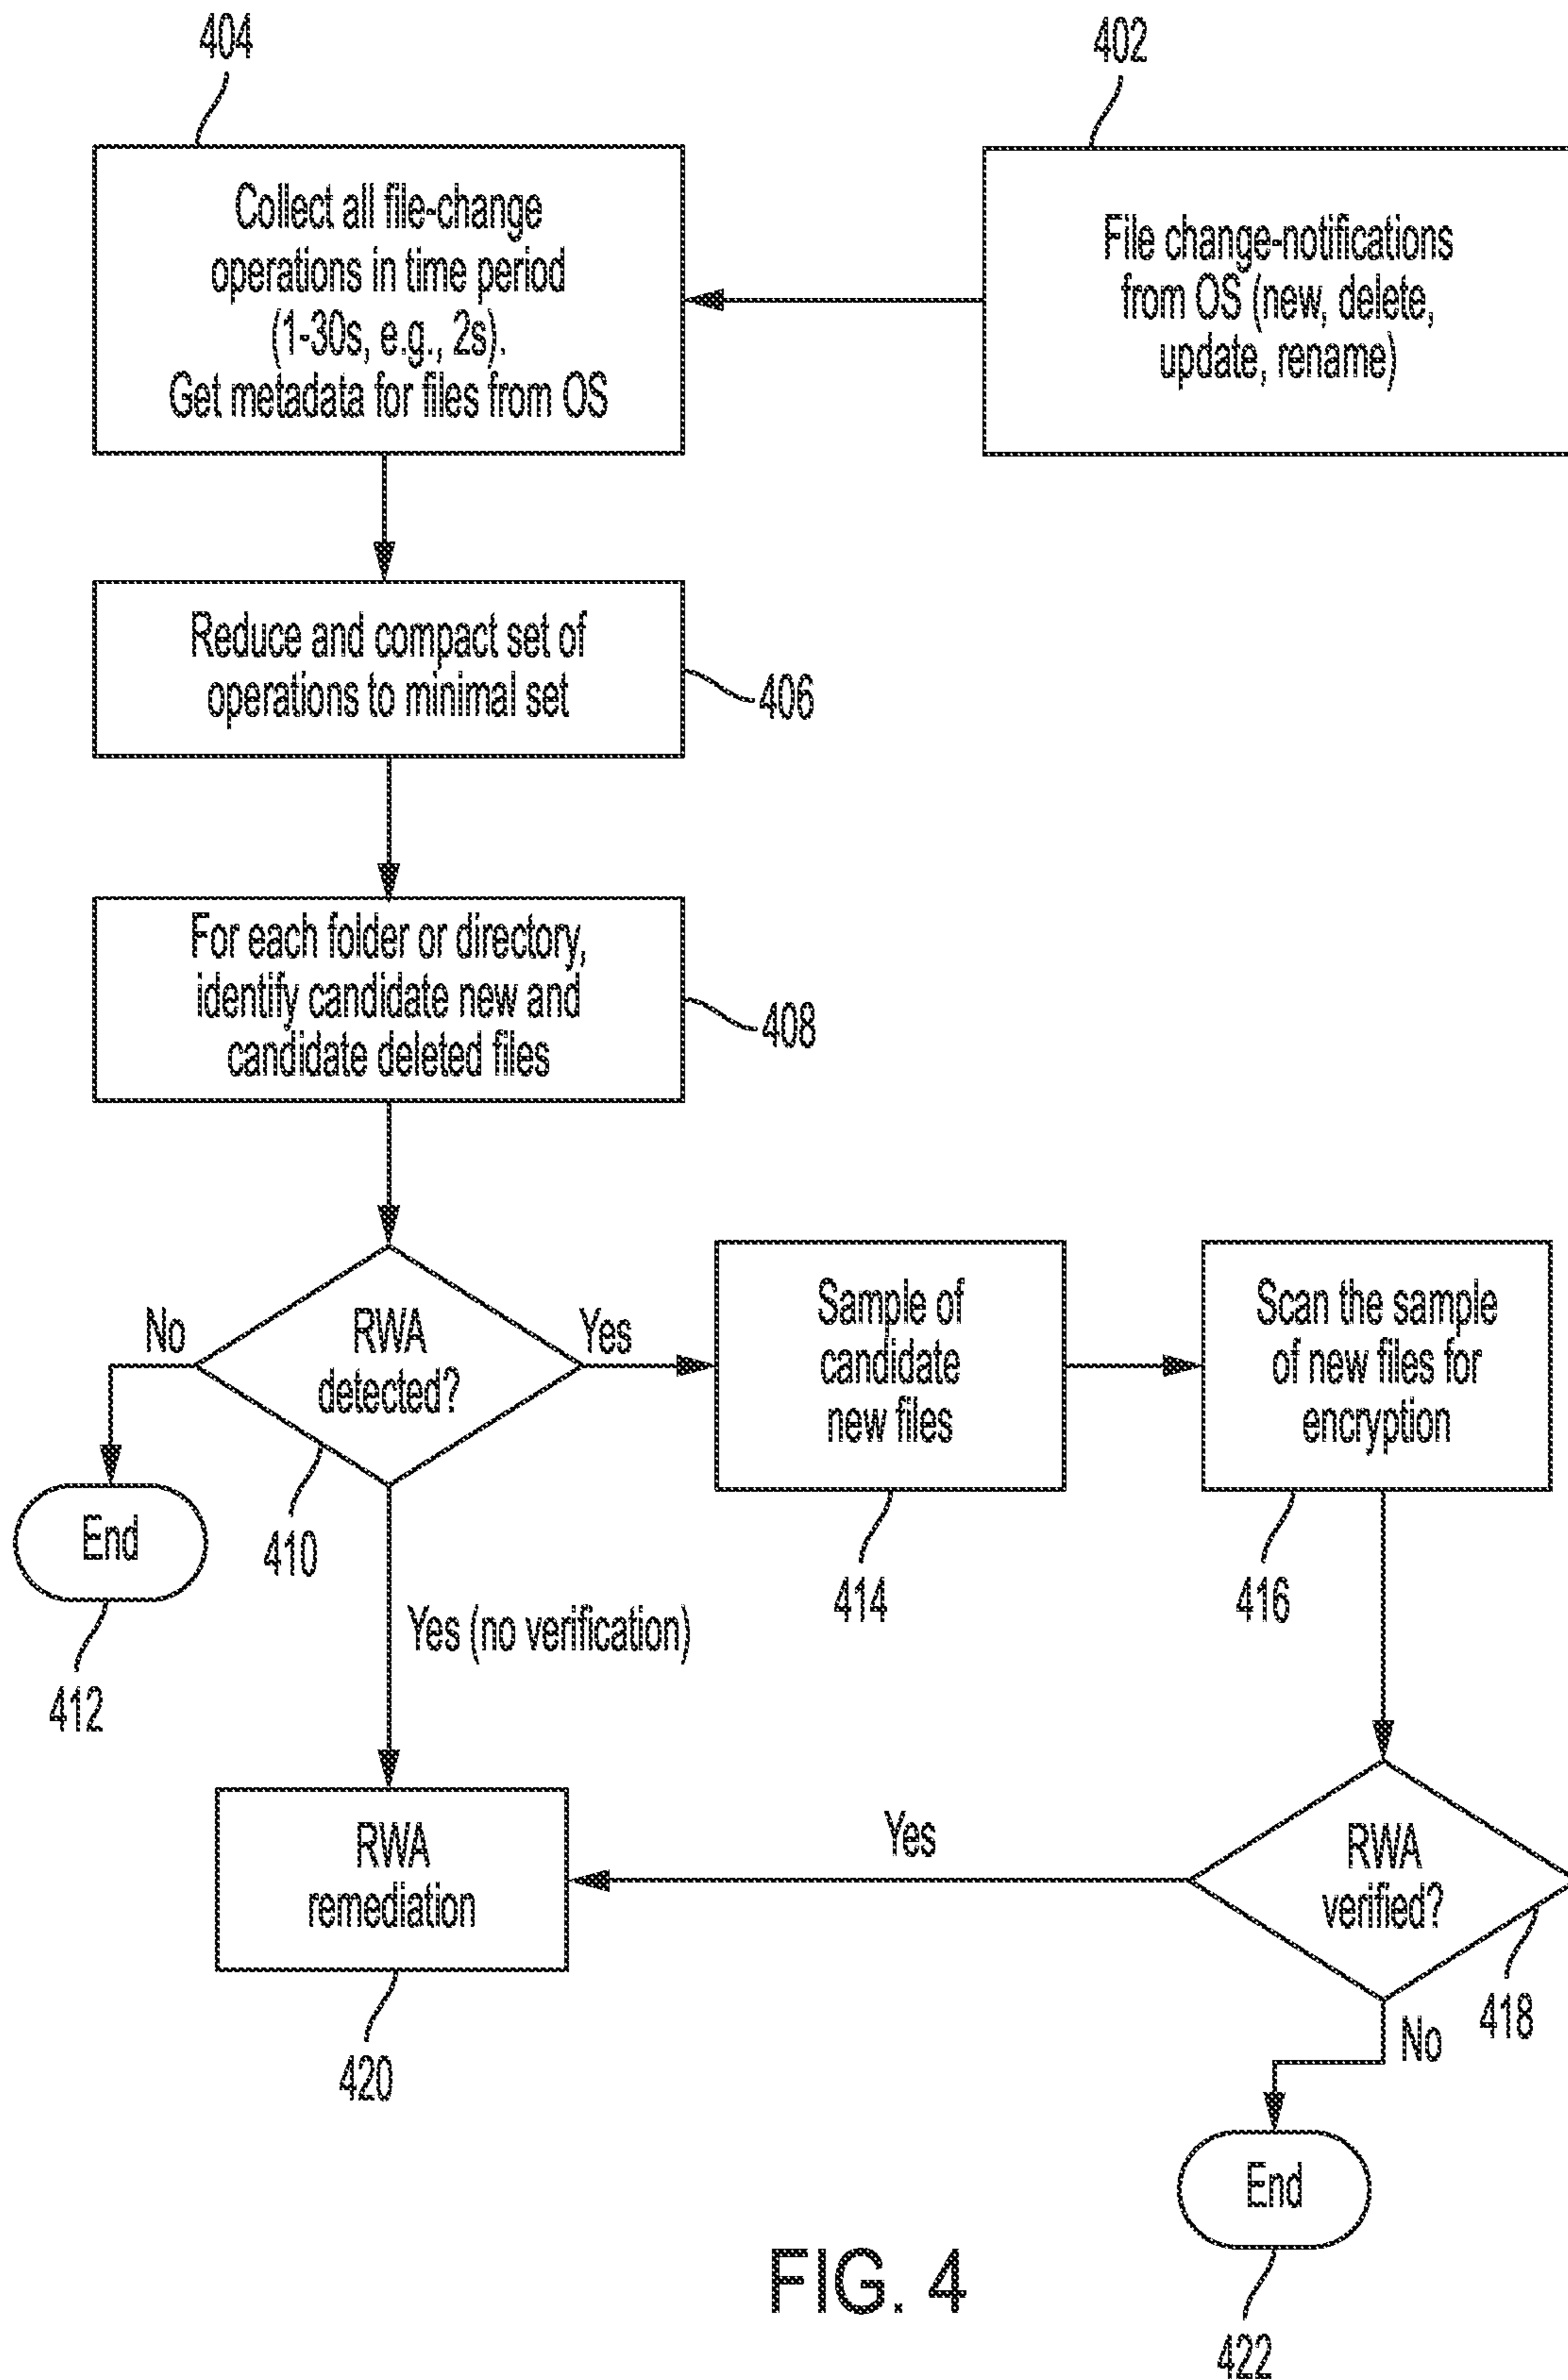 404
402
Collect all file-change
operations in time period
(1-30s, e.g., 2s).
Get metadata for files from OS
File change-notifications
from OS (new, delete,
update, rename)
Reduce and compact set of
operations to minimal set
406
For each folder or directory,
identify candidate new and
candidate deleted files
408
No
RWA
detected?
Yes
Sample of
candidate
new files
Scan the sample
of new files for
encryption
End
410
414
416
412
Yes (no verification)
RWA
remediation
Yes
RWA
verified?
418
No
420
End
422
FIG. 4